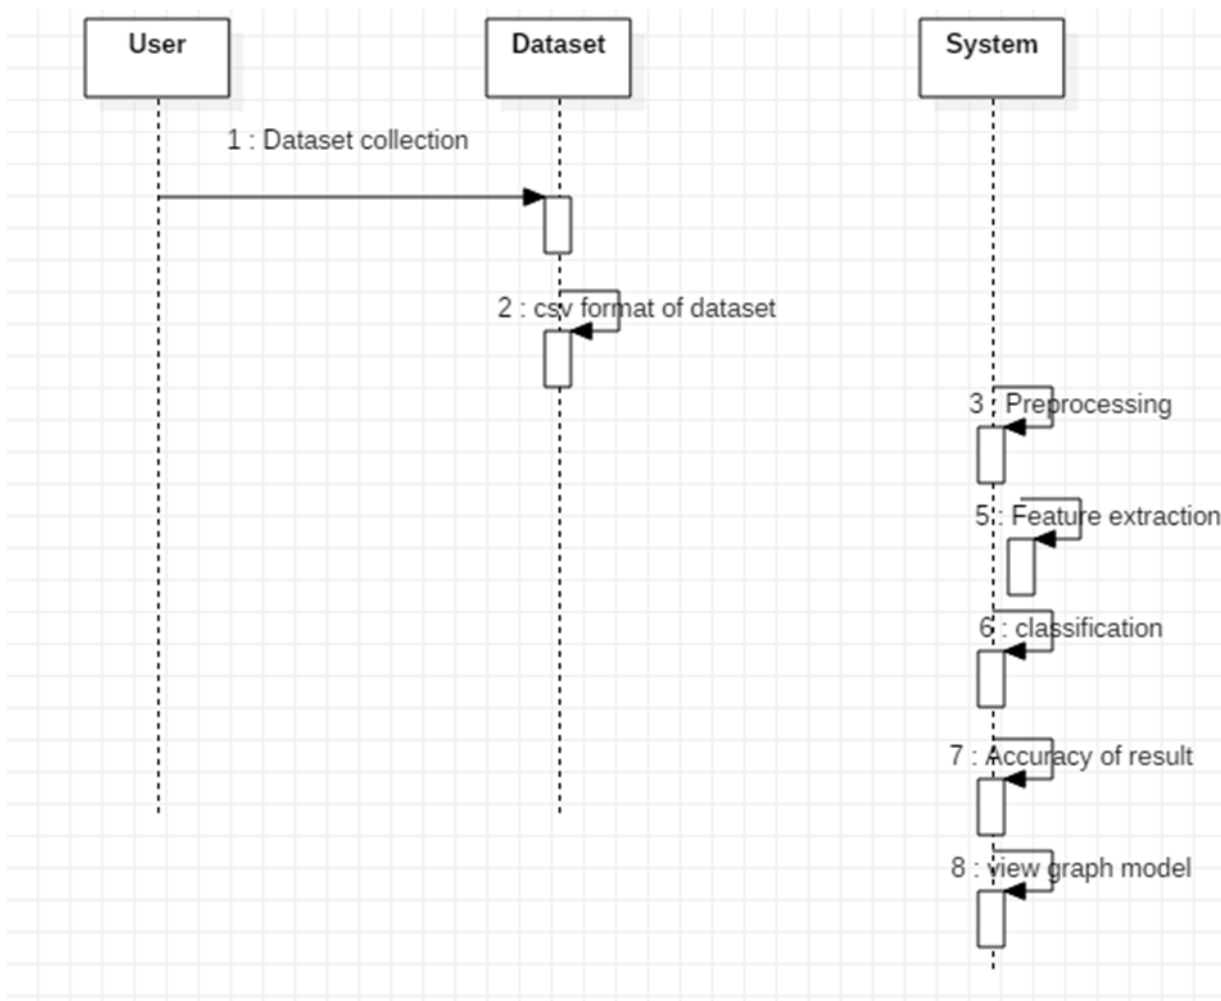 User
Dataset
System
1 : Dataset collection
2 : csv format of dataset
3 : Preprocessing
5 : Feature extraction
6 : classification
7 : Accuracy of result
8 : view graph model